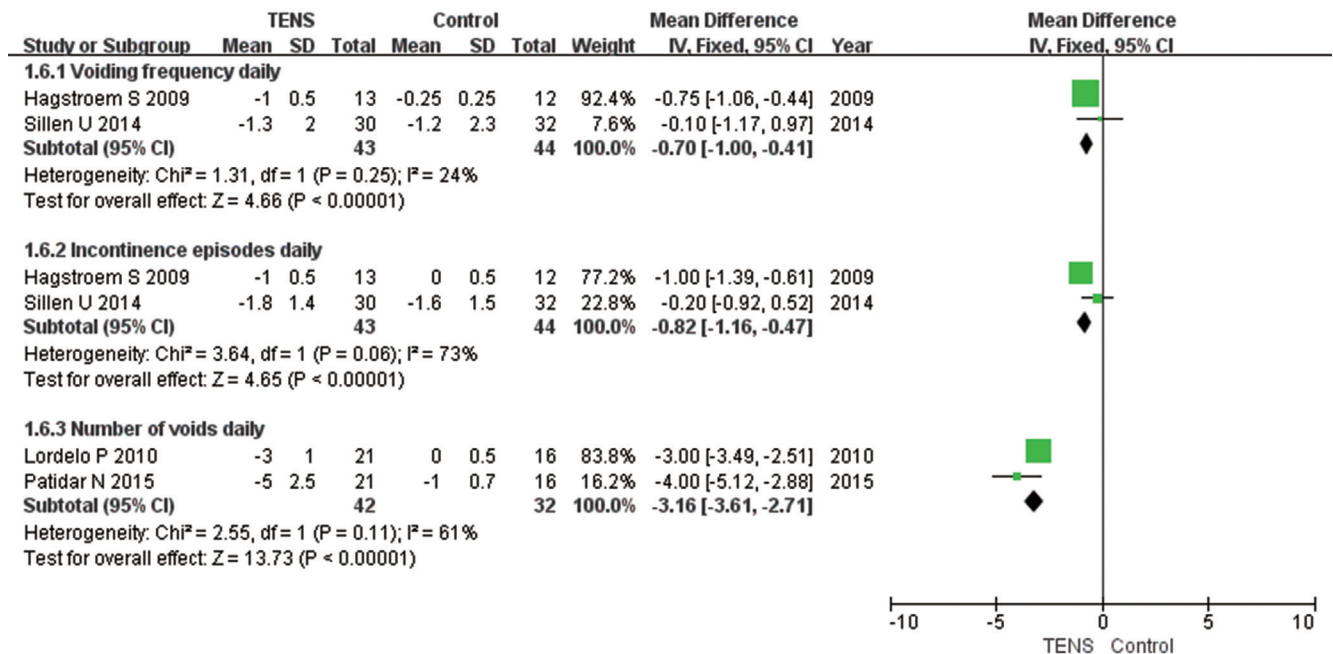 TENS Control Mean Difference Mean Difference
Study or Subgroup Mean SD Total Mean SD Total Weight IV, Fixed, 95% CI Year IV, Fixed, 95% CI
1.6.1 Voiding frequency daily
Hagstroem S 2009 -1 0.5 13 -0.25 0.25 12 92.4% -0.75 [-1.06, -0.44] 2009
Sillen U 2014 -1.3 2 30 -1.2 2.3 32 7.6% -0.10 [-1.17, 0.97] 2014
Subtotal (95% CI) 43 44 100.0% -0.70 [-1.00, -0.41]
Heterogeneity: Chi² = 1.31, df = 1 (P = 0.25); I² = 24%
Test for overall effect: Z = 4.66 (P < 0.00001)
1.6.2 Incontinence episodes daily
Hagstroem S 2009 -1 0.5 13 0 0.5 12 77.2% -1.00 [-1.39, -0.61] 2009
Sillen U 2014 -1.8 1.4 30 -1.6 1.5 32 22.8% -0.20 [-0.92, 0.52] 2014
Subtotal (95% CI) 43 44 100.0% -0.82 [-1.16, -0.47]
Heterogeneity: Chi² = 3.64, df = 1 (P = 0.06); I² = 73%
Test for overall effect: Z = 4.65 (P < 0.00001)
1.6.3 Number of voids daily
Lordelo P 2010 -3 1 21 0 0.5 16 83.8% -3.00 [-3.49, -2.51] 2010
Patidar N 2015 -5 2.5 21 -1 0.7 16 16.2% -4.00 [-5.12, -2.88] 2015
Subtotal (95% CI) 42 32 100.0% -3.16 [-3.61, -2.71]
Heterogeneity: Chi² = 2.55, df = 1 (P = 0.11); I² = 61%
Test for overall effect: Z = 13.73 (P < 0.00001)
-10 -5 0 5 10
TENS Control